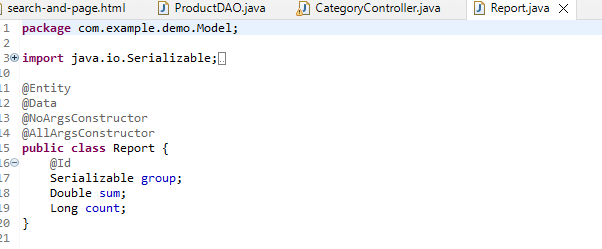 search-and-page.html ProductDAO.java CategoryController.java Report.java
1 package com.example.demo.Model;
2
3 import java.io.Serializable;
10
11 @Entity
12 @Data
13 @NoArgsConstructor
14 @AllArgsConstructor
15 public class Report {
16 @Id
17 Serializable group;
18 Double sum;
19 Long count;
20 }
21